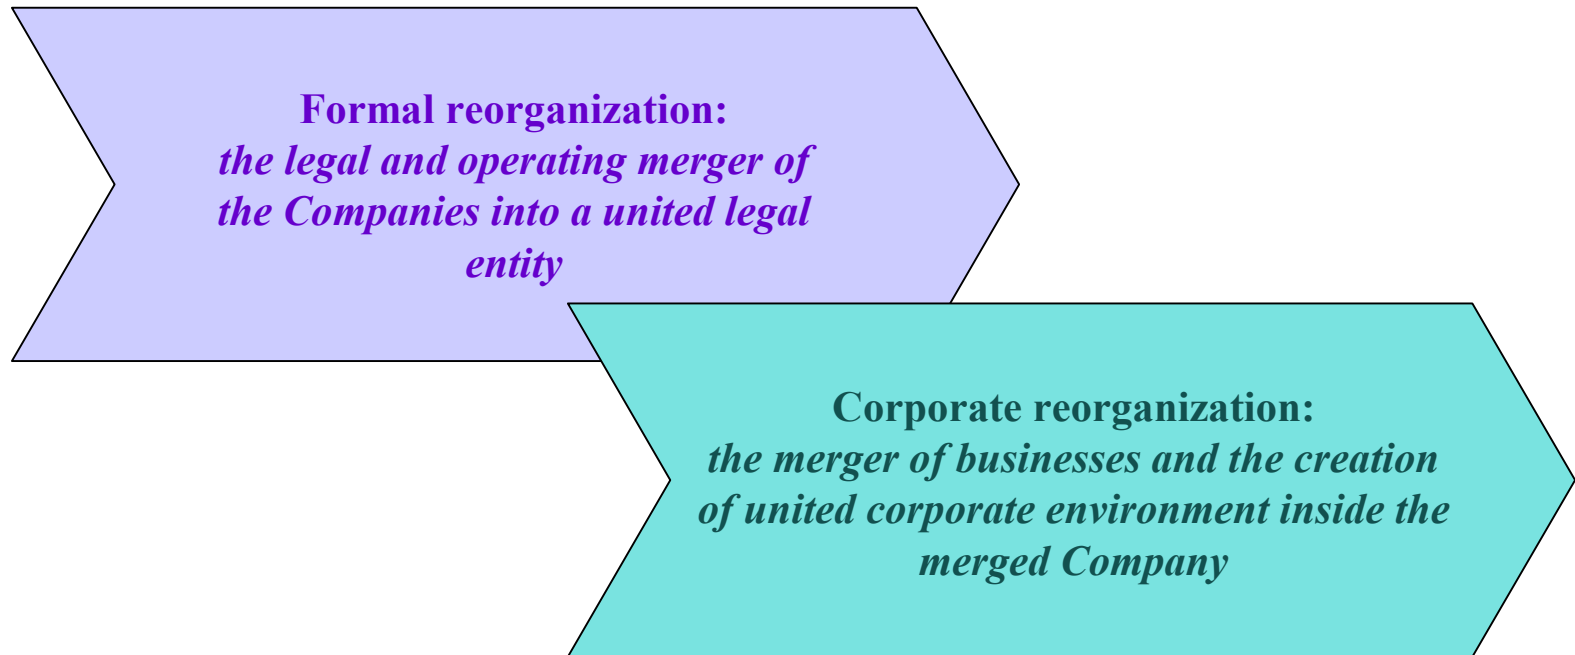 Formal reorganization:
the legal and operating merger of
the Companies into a united legal
entity
Corporate reorganization:
the merger of businesses and the creation
of united corporate environment inside the
merged Company